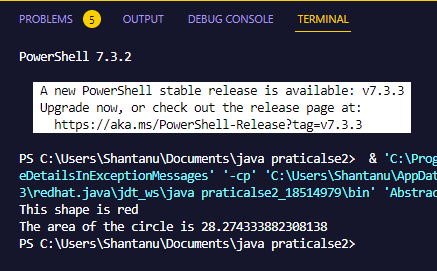 PROBLEMS 5 OUTPUT DEBUG CONSOLE TERMINAL
PowerShell 7.3.2
A new PowerShell stable release is available: v7.3.3
Upgrade now, or check out the release page at:
https://aka.ms/PowerShell-Release?tag=v7.3.3
PS C:\Users\Shantanu\Documents\java praticalse2> & 'C:\Prog
eDetailsInExceptionMessages' '-cp' 'C:\Users\Shantanu\AppDat
3\redhat.java\jdt_ws\java praticalse2_18514979\bin' 'Abstrac
This shape is red
The area of the circle is 28.274333882308138
PS C:\Users\Shantanu\Documents\java praticalse2>